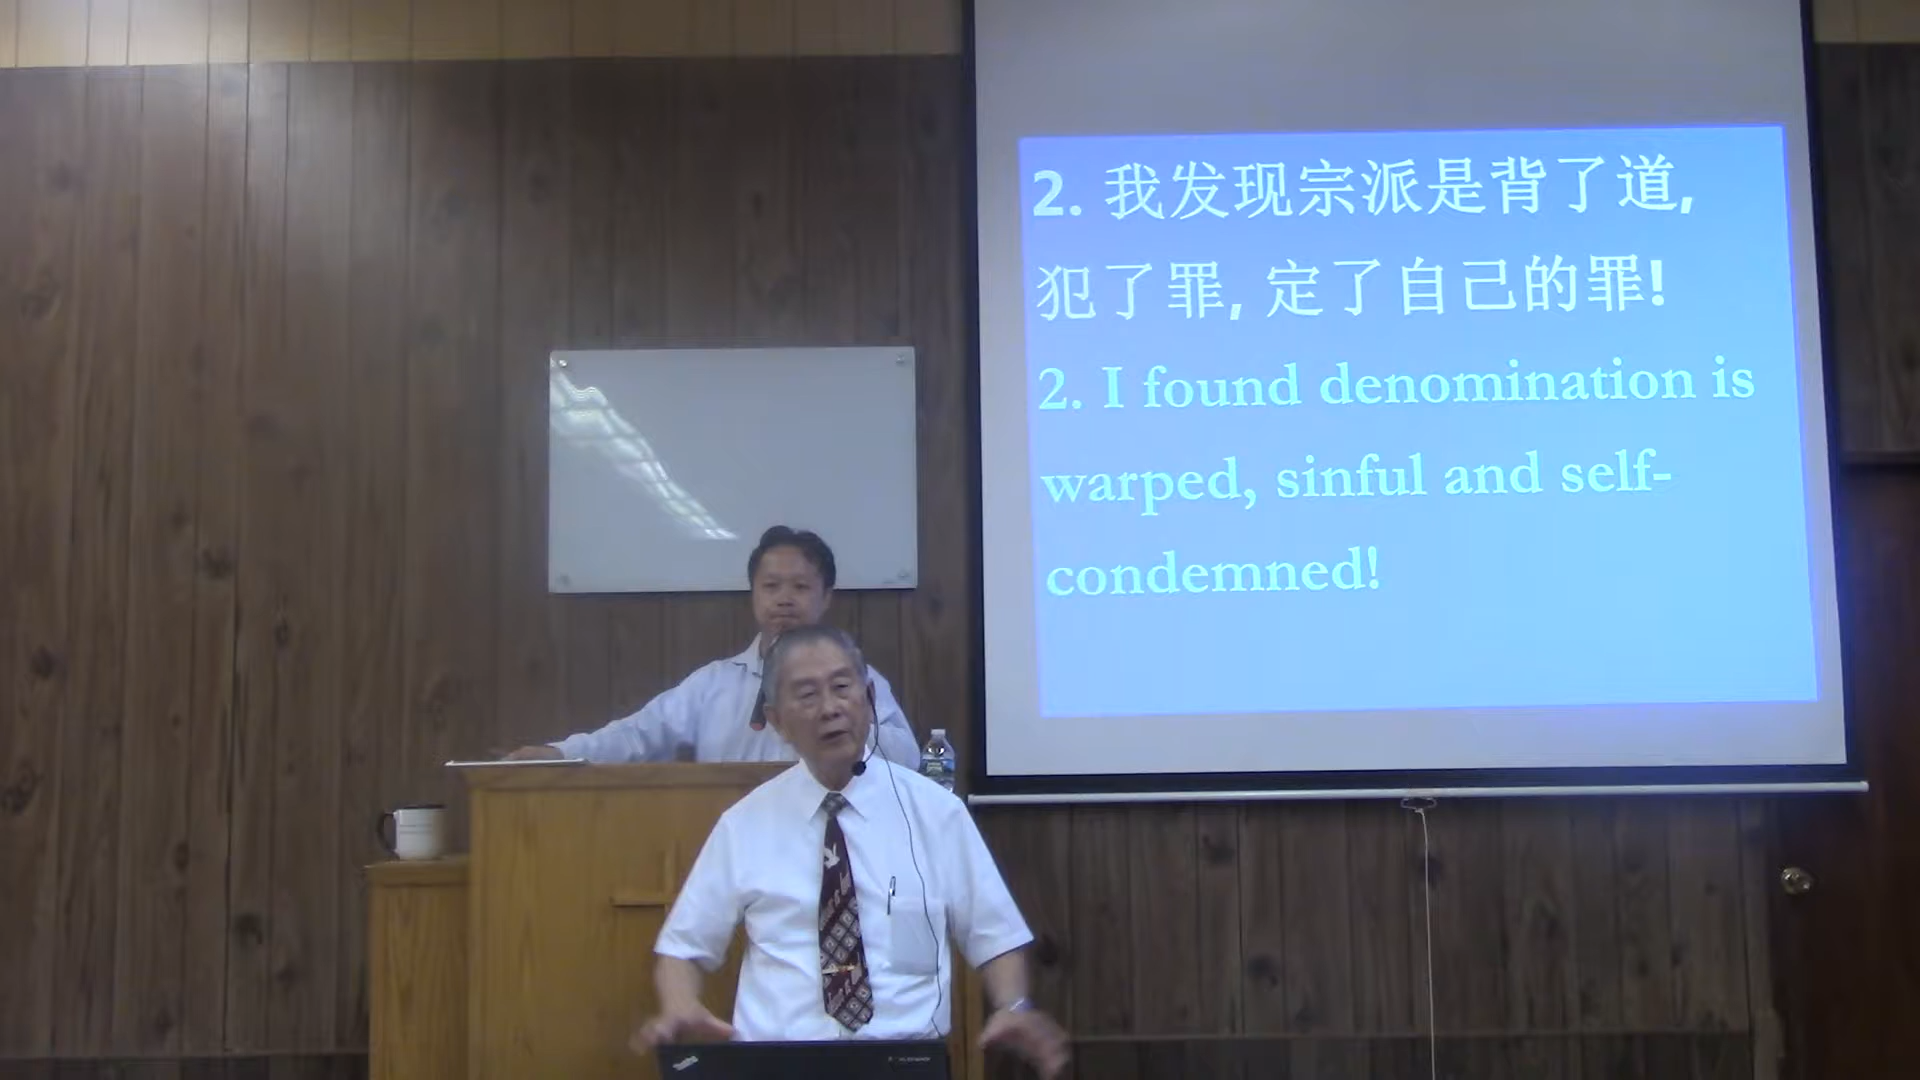 2. 我发现宗派是背了道,
犯了罪, 定了自己的罪!
2. I found denomination is
warped, sinful and self-
condemned!